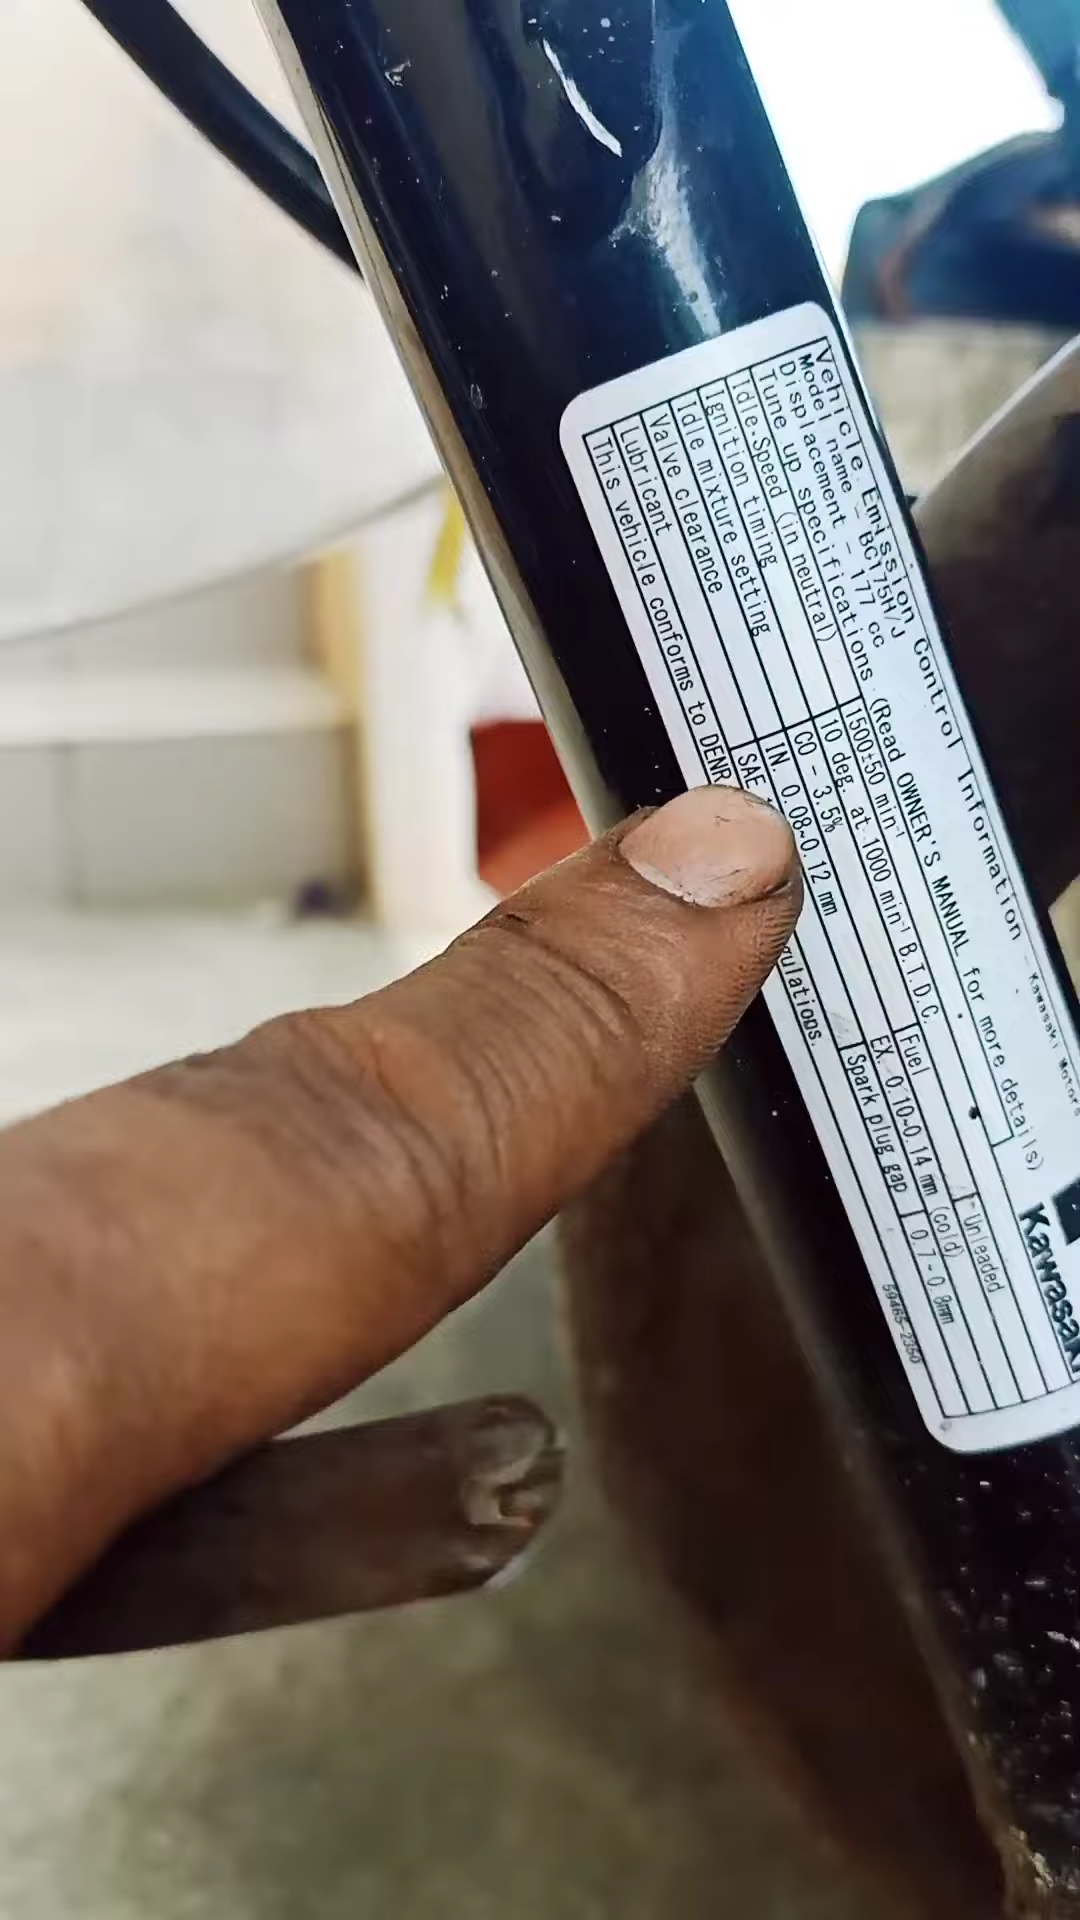 Vehicle Emission Control Information - Kawasaki Motors
Kawasaki
Model name - BC175H/J
Displacement - 177 cc
Tune up specifications (Read OWNER'S MANUAL for more details)
Idle Speed (in neutral) 1500±50 min⁻¹
Ignition timing 10 deg. at 1000 min⁻¹ B.T.D.C. Fuel Unleaded
Idle mixture setting CO - 3.5%
Valve clearance IN. 0.08~0.12 mm EX. 0.10~0.14 mm (cold)
Lubricant SAE Spark plug gap 0.7~0.8mm
This vehicle conforms to DENR
59465-2350